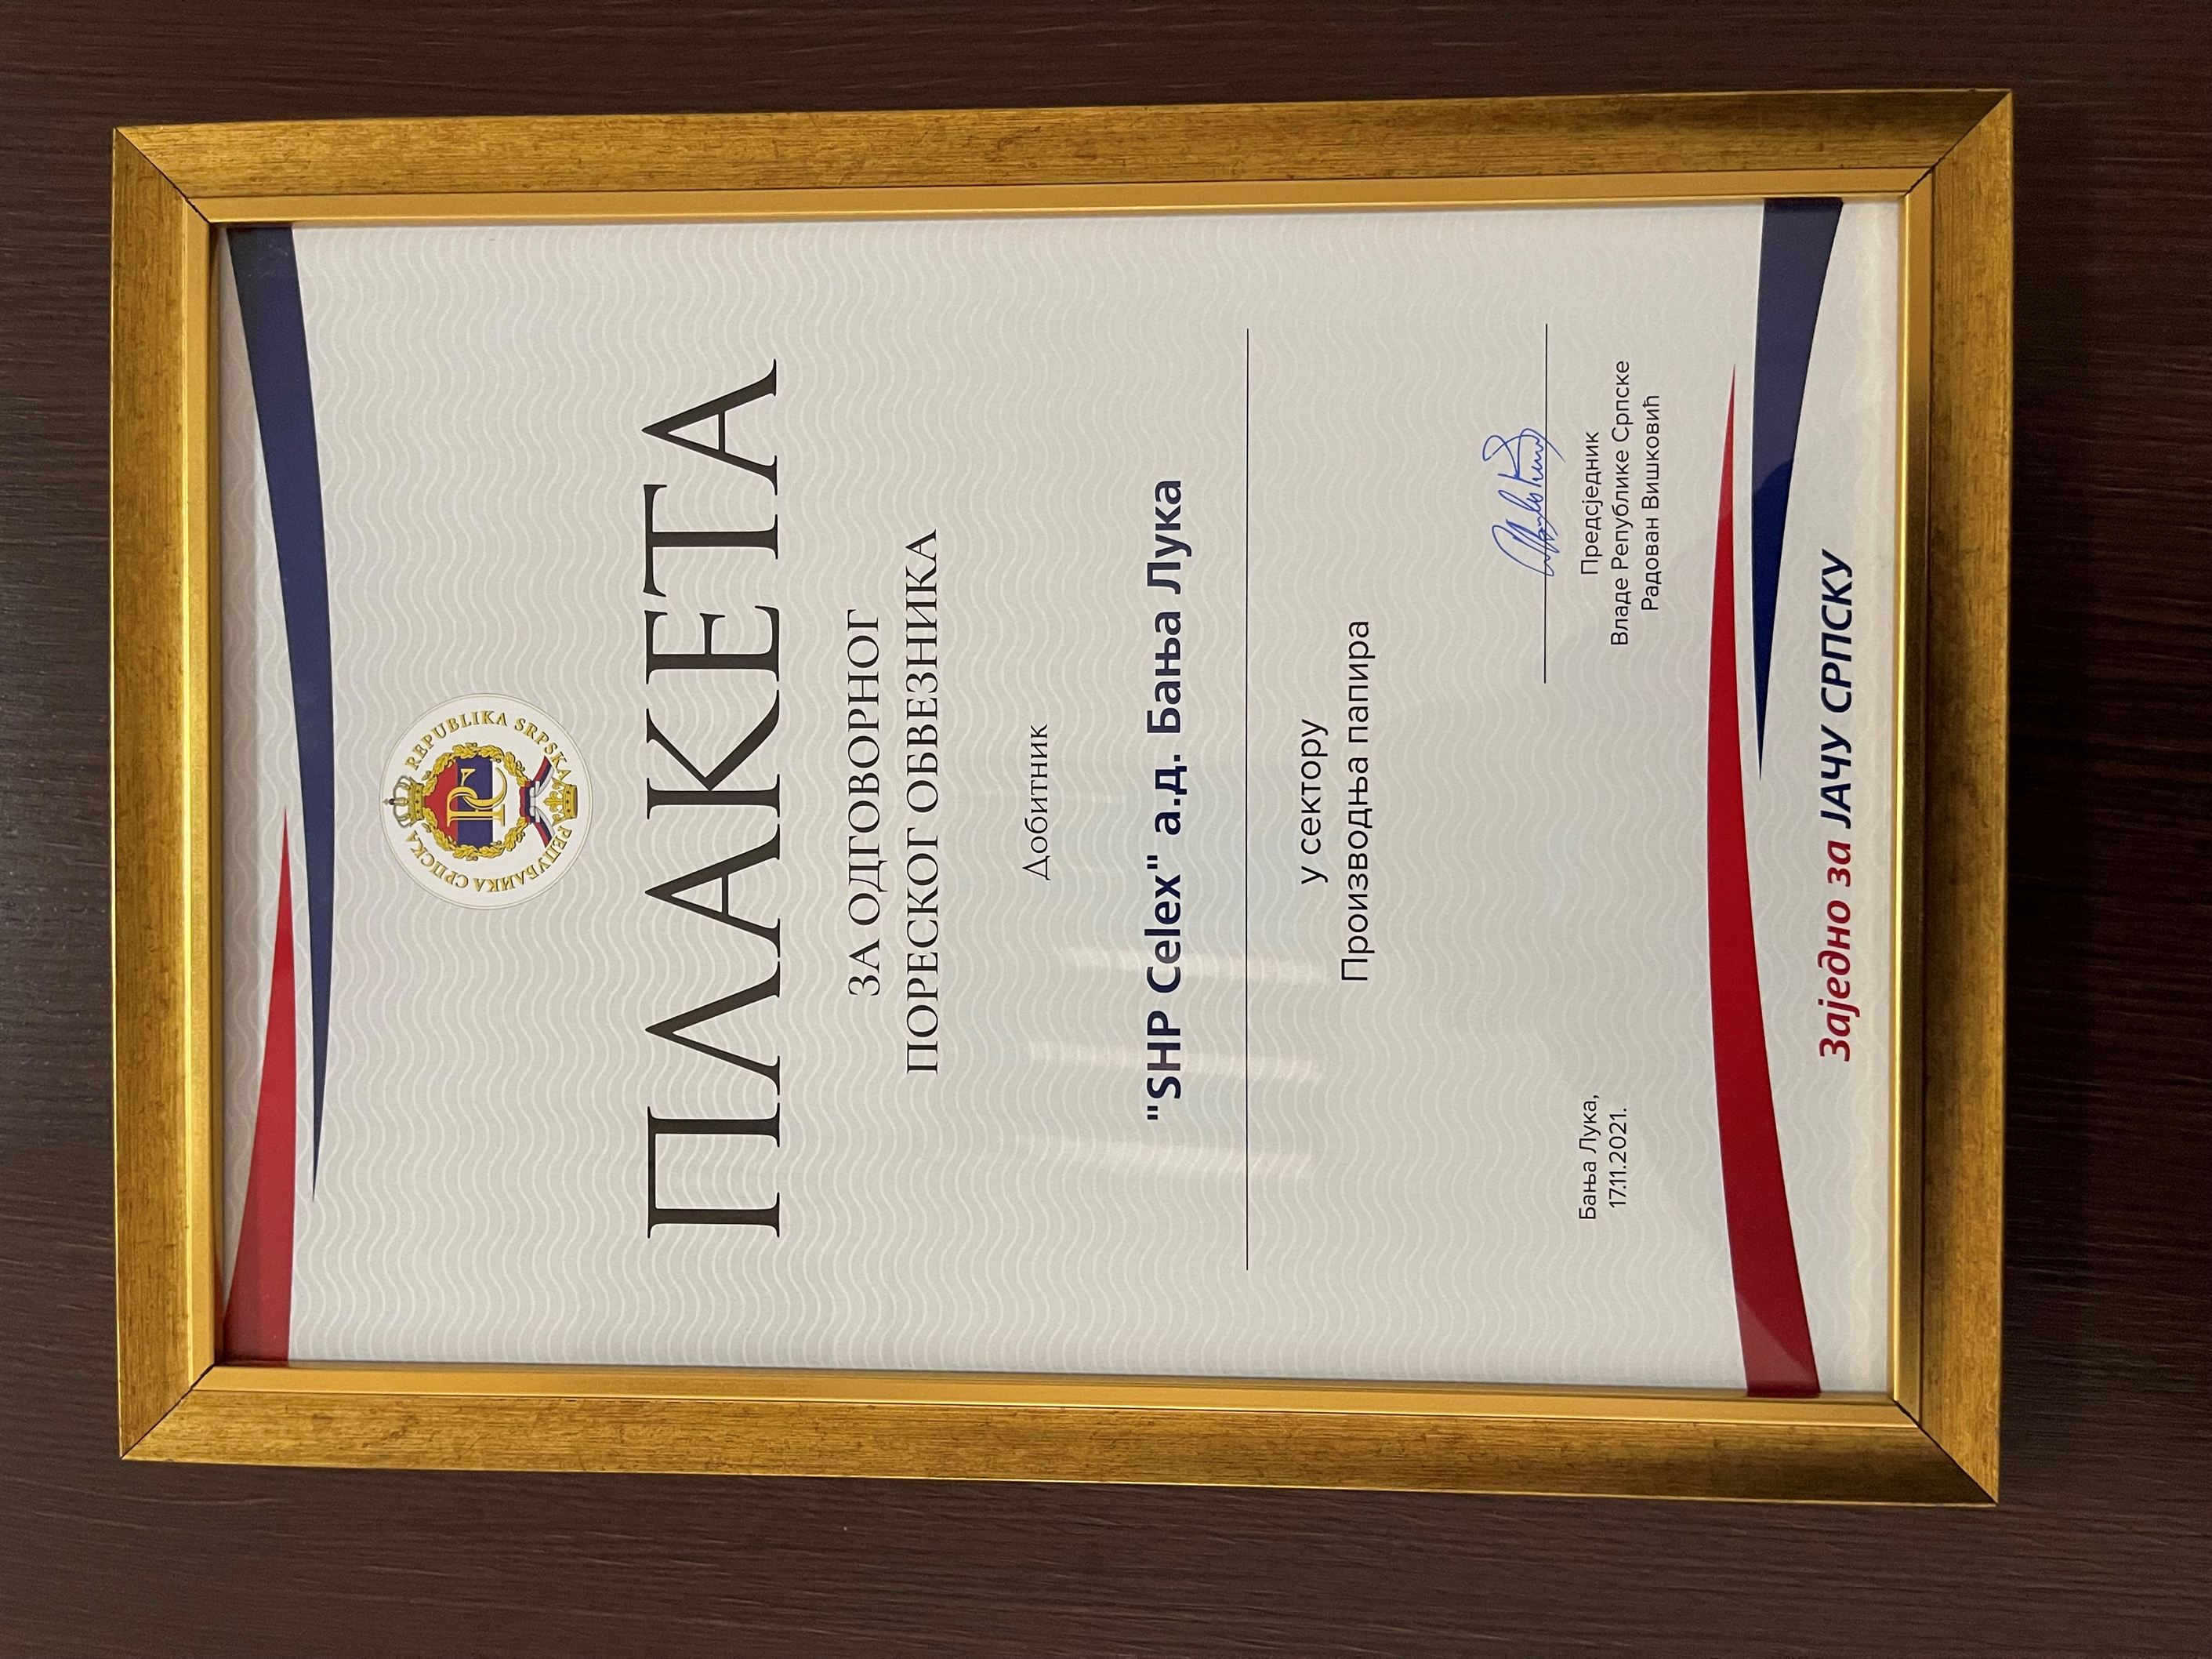 РЕПУБЛИКА СРПСКА REPUBLIKA SRPSKA
РС
ПЛАКЕТА
ЗА ОДГОВОРНОГ
ПОРЕСКОГ ОБВЕЗНИКА
Добитник
"SHP Celex" а.д. Бања Лука
у сектору
Производња папира
Бања Лука,
17.11.2021.
Предсједник
Владе Републике Српске
Радован Вишковић
Заједно за ЈАЧУ СРПСКУ